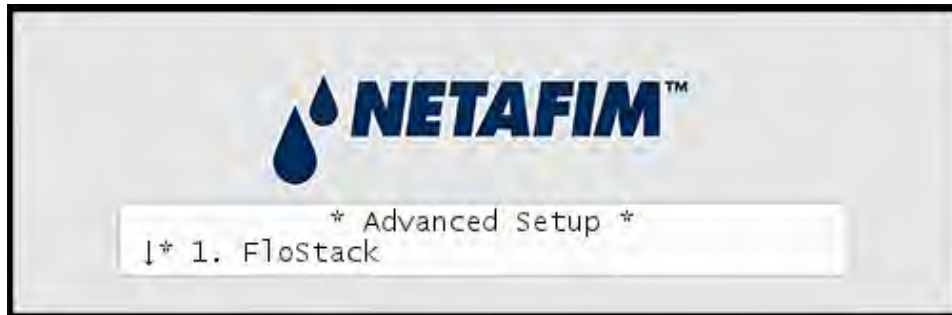 NETAFIM™
* Advanced Setup *
↓* 1. FloStack